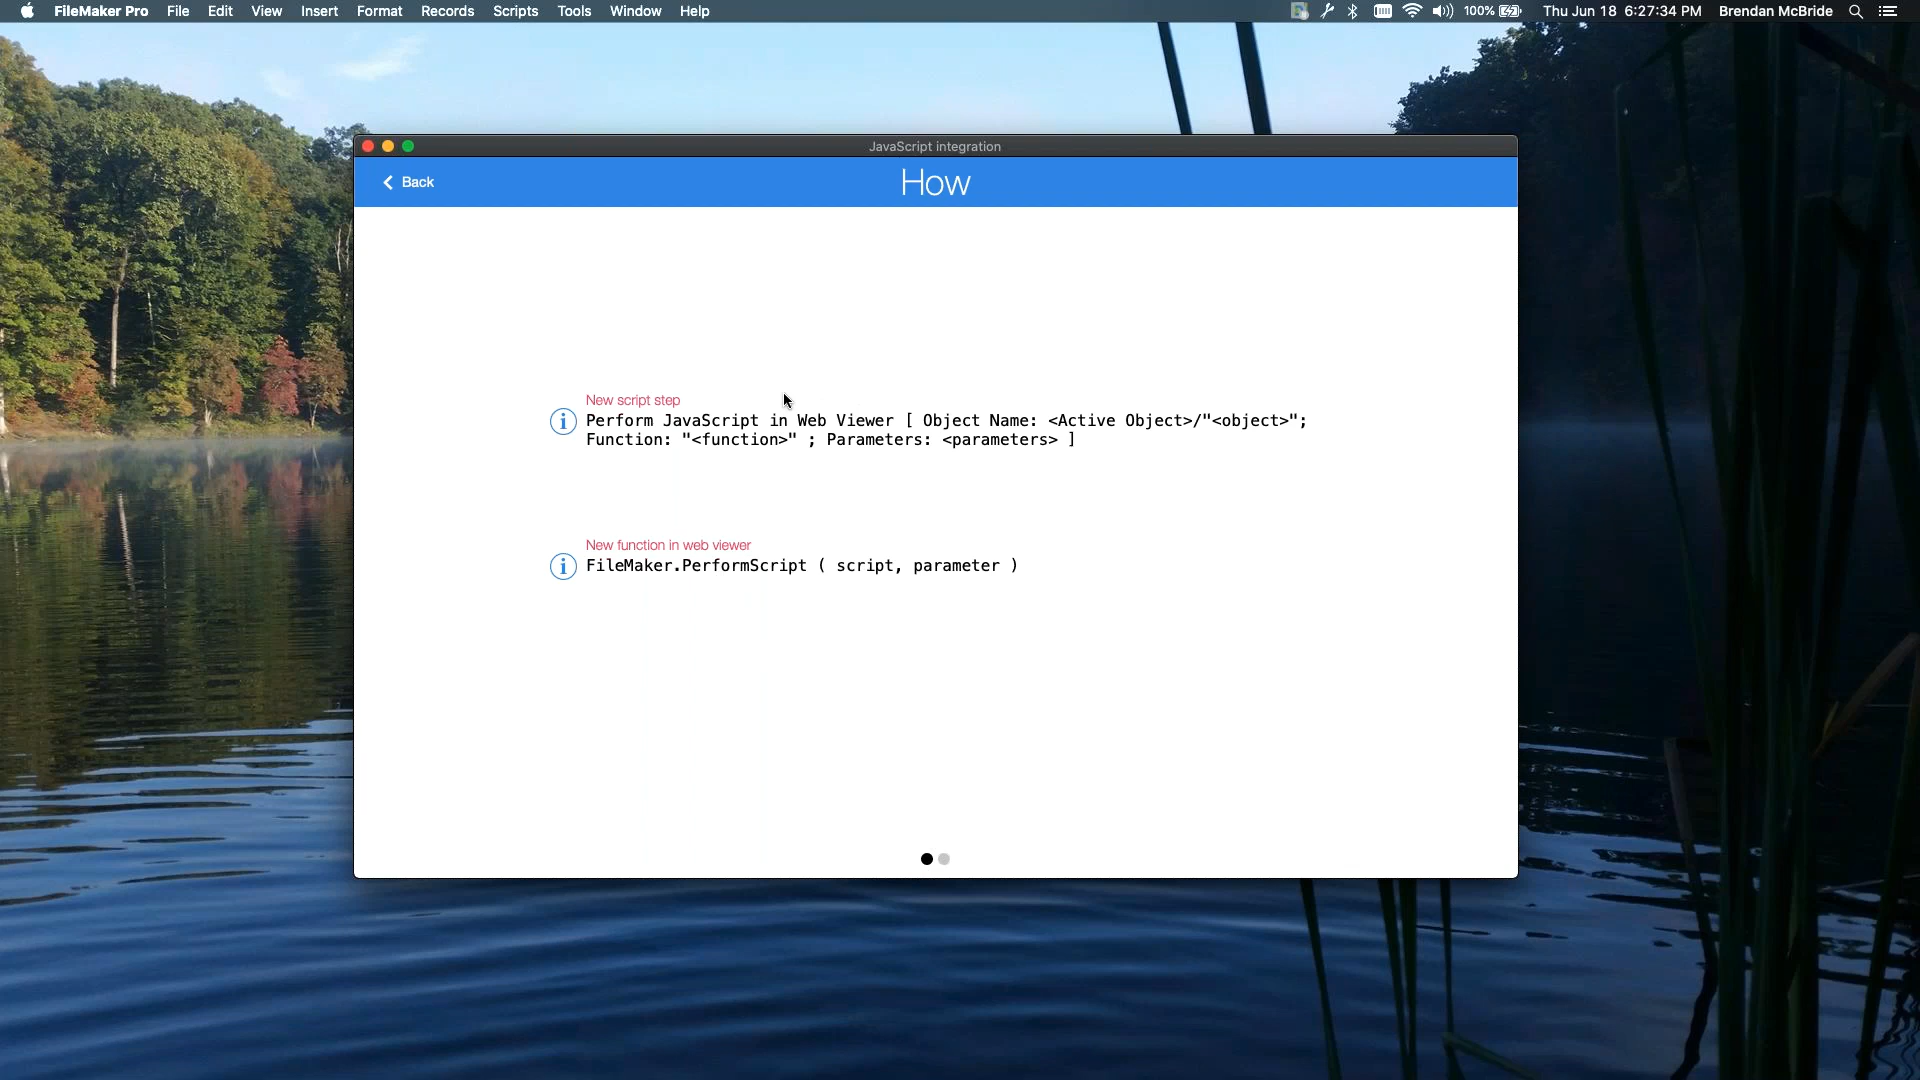 FileMaker Pro File Edit View Insert Format Records Scripts Tools Window Help 100% Thu Jun 18 6:27:34 PM Brendan McBride
JavaScript integration
Back How
New script step
Perform JavaScript in Web Viewer [ Object Name: <Active Object>/"<object>";
Function: "<function>" ; Parameters: <parameters> ]
New function in web viewer
FileMaker.PerformScript ( script, parameter )